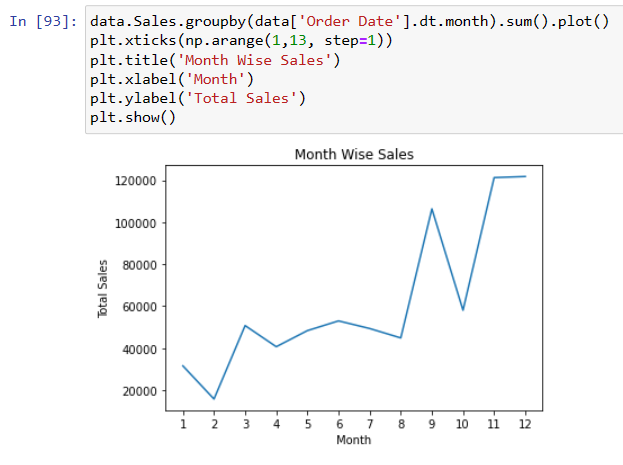 In [93]: data.Sales.groupby(data['Order Date'].dt.month).sum().plot()
plt.xticks(np.arange(1,13, step=1))
plt.title('Month Wise Sales')
plt.xlabel('Month')
plt.ylabel('Total Sales')
plt.show()
Month Wise Sales
120000
100000
80000
60000
40000
20000
Total Sales
1 2 3 4 5 6 7 8 9 10 11 12
Month